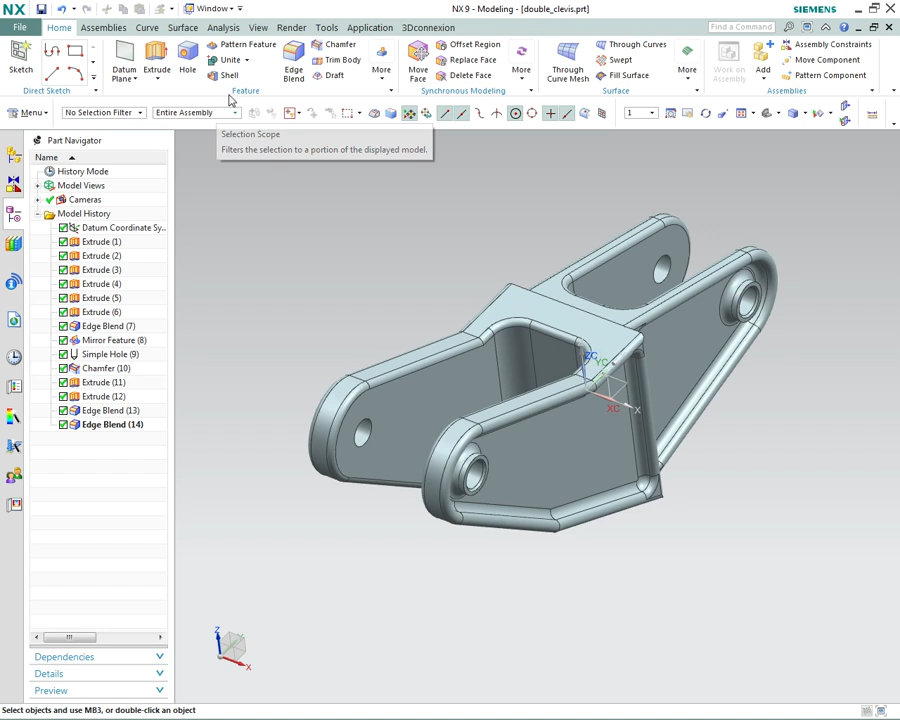 NX
Window
NX 9 - Modeling - [double_clevis.prt]
SIEMENS
File
Home
Assemblies
Curve
Surface
Analysis
View
Render
Tools
Application
3Dconnexion
Find a Command
Sketch
Direct Sketch
Datum
Plane
Extrude
Hole
Pattern Feature
Unite
Shell
Edge
Blend
Chamfer
Trim Body
Draft
More
Feature
Move
Face
Offset Region
Replace Face
Delete Face
More
Synchronous Modeling
Through
Curve Mesh
Through Curves
Swept
Fill Surface
More
Surface
Work on
Assembly
Add
Assembly Constraints
Move Component
Pattern Component
Assemblies
Menu
No Selection Filter
Entire Assembly
1
Selection Scope
Filters the selection to a portion of the displayed model.
Part Navigator
Name
History Mode
Model Views
Cameras
Model History
Datum Coordinate Sy...
Extrude (1)
Extrude (2)
Extrude (3)
Extrude (4)
Extrude (5)
Extrude (6)
Edge Blend (7)
Mirror Feature (8)
Simple Hole (9)
Chamfer (10)
Extrude (11)
Extrude (12)
Edge Blend (13)
Edge Blend (14)
ZC
YC
XC
X
Z
X
Dependencies
Details
Preview
Select objects and use MB3, or double-click an object